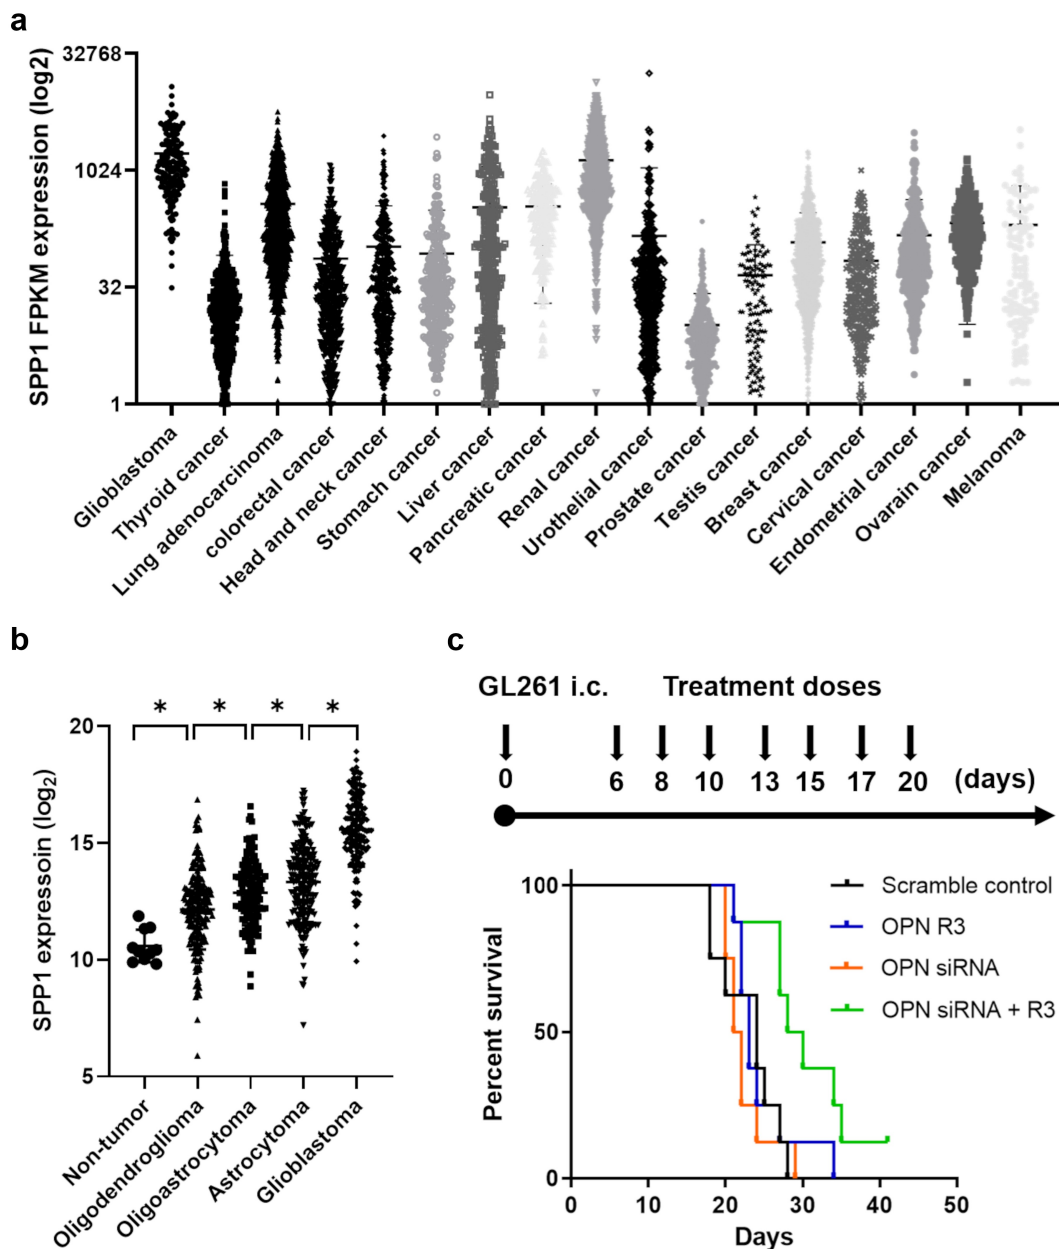 a
SPP1 FPKM expression (log2)
32768
1024
32
1
Glioblastoma
Thyroid cancer
Lung adenocarcinoma
colorectal cancer
Head and neck cancer
Stomach cancer
Liver cancer
Pancreatic cancer
Renal cancer
Urothelial cancer
Prostate cancer
Testis cancer
Breast cancer
Cervical cancer
Endometrial cancer
Ovarain cancer
Melanoma
b
SPP1 expressoin (log2)
* * * *
20
15
10
5
Non-tumor
Oligodendroglioma
Oligoastrocytoma
Astrocytoma
Glioblastoma
c
GL261 i.c. Treatment doses
0 6 8 10 13 15 17 20 (days)
Percent survival
100
50
0
Scramble control
OPN R3
OPN siRNA
OPN siRNA + R3
0 10 20 30 40 50
Days